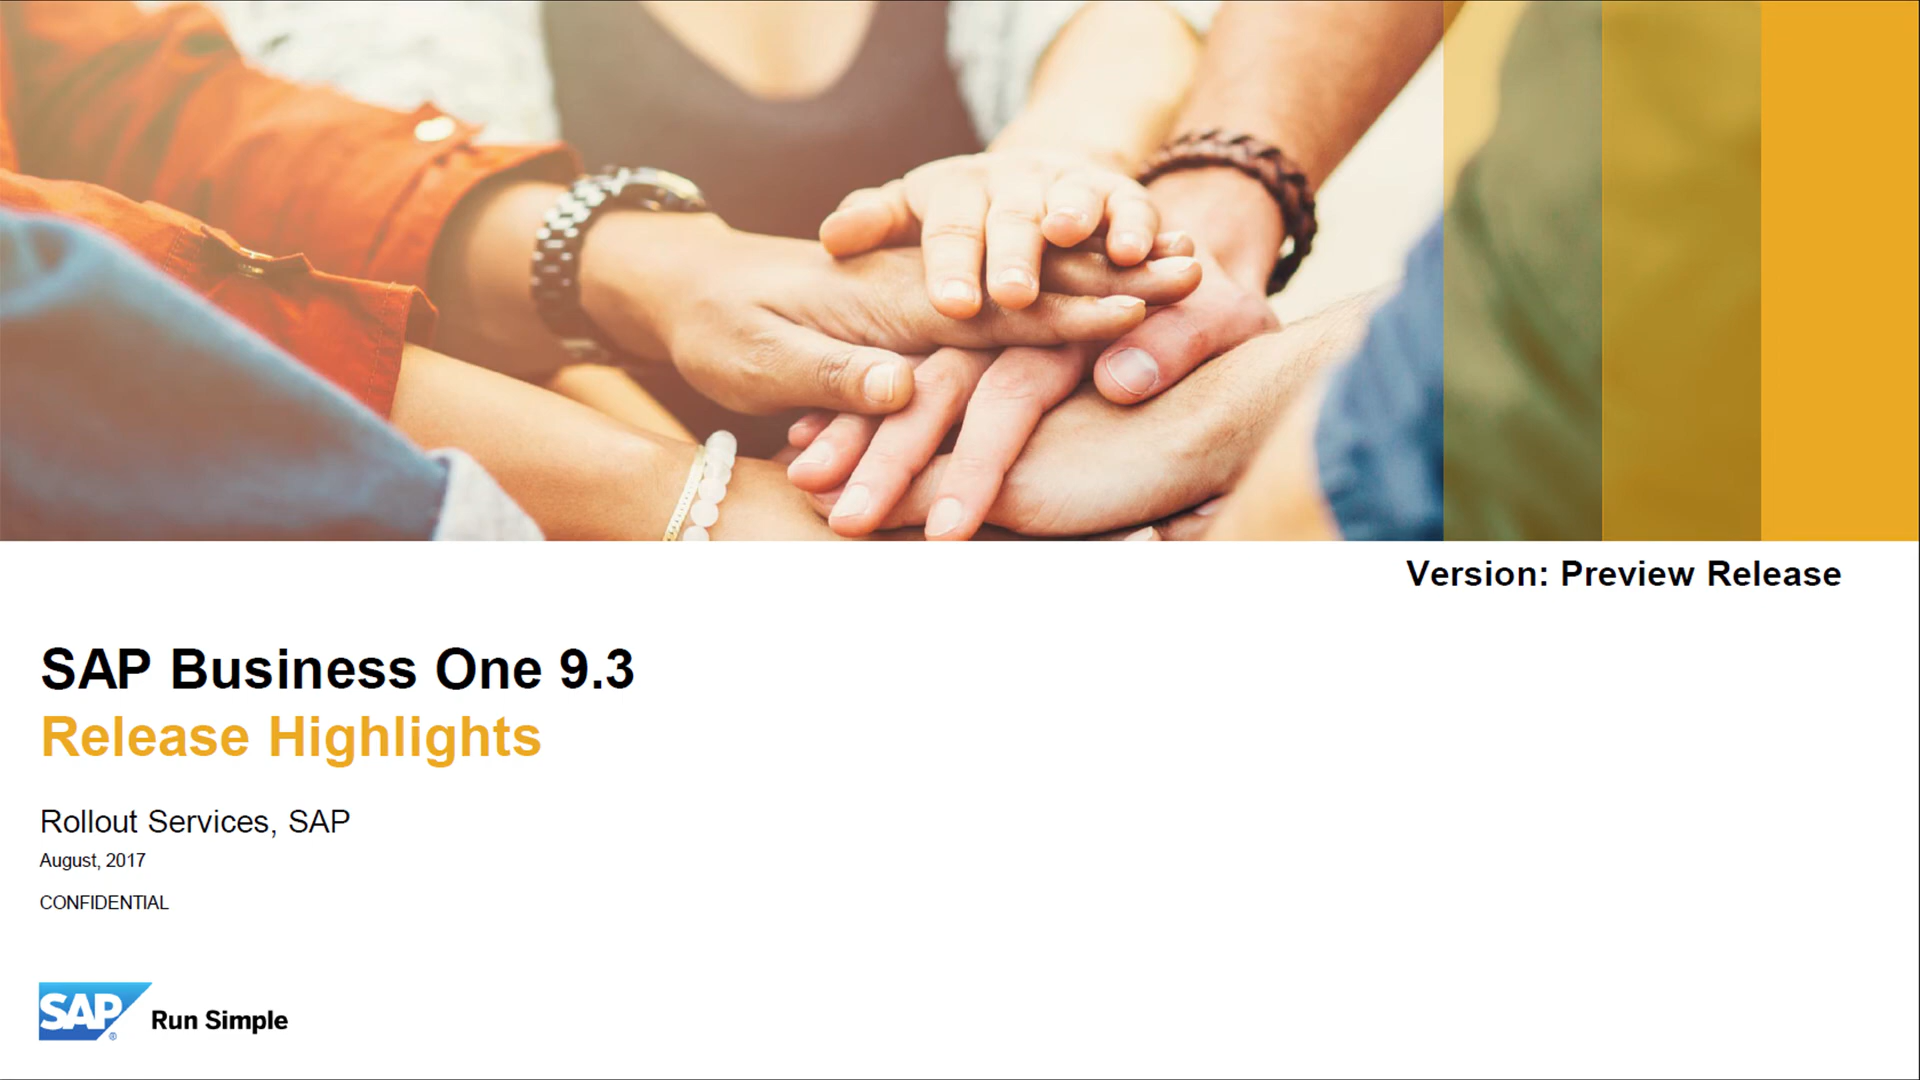 Version: Preview Release
SAP Business One 9.3
Release Highlights
Rollout Services, SAP
August, 2017
CONFIDENTIAL
SAP ® Run Simple